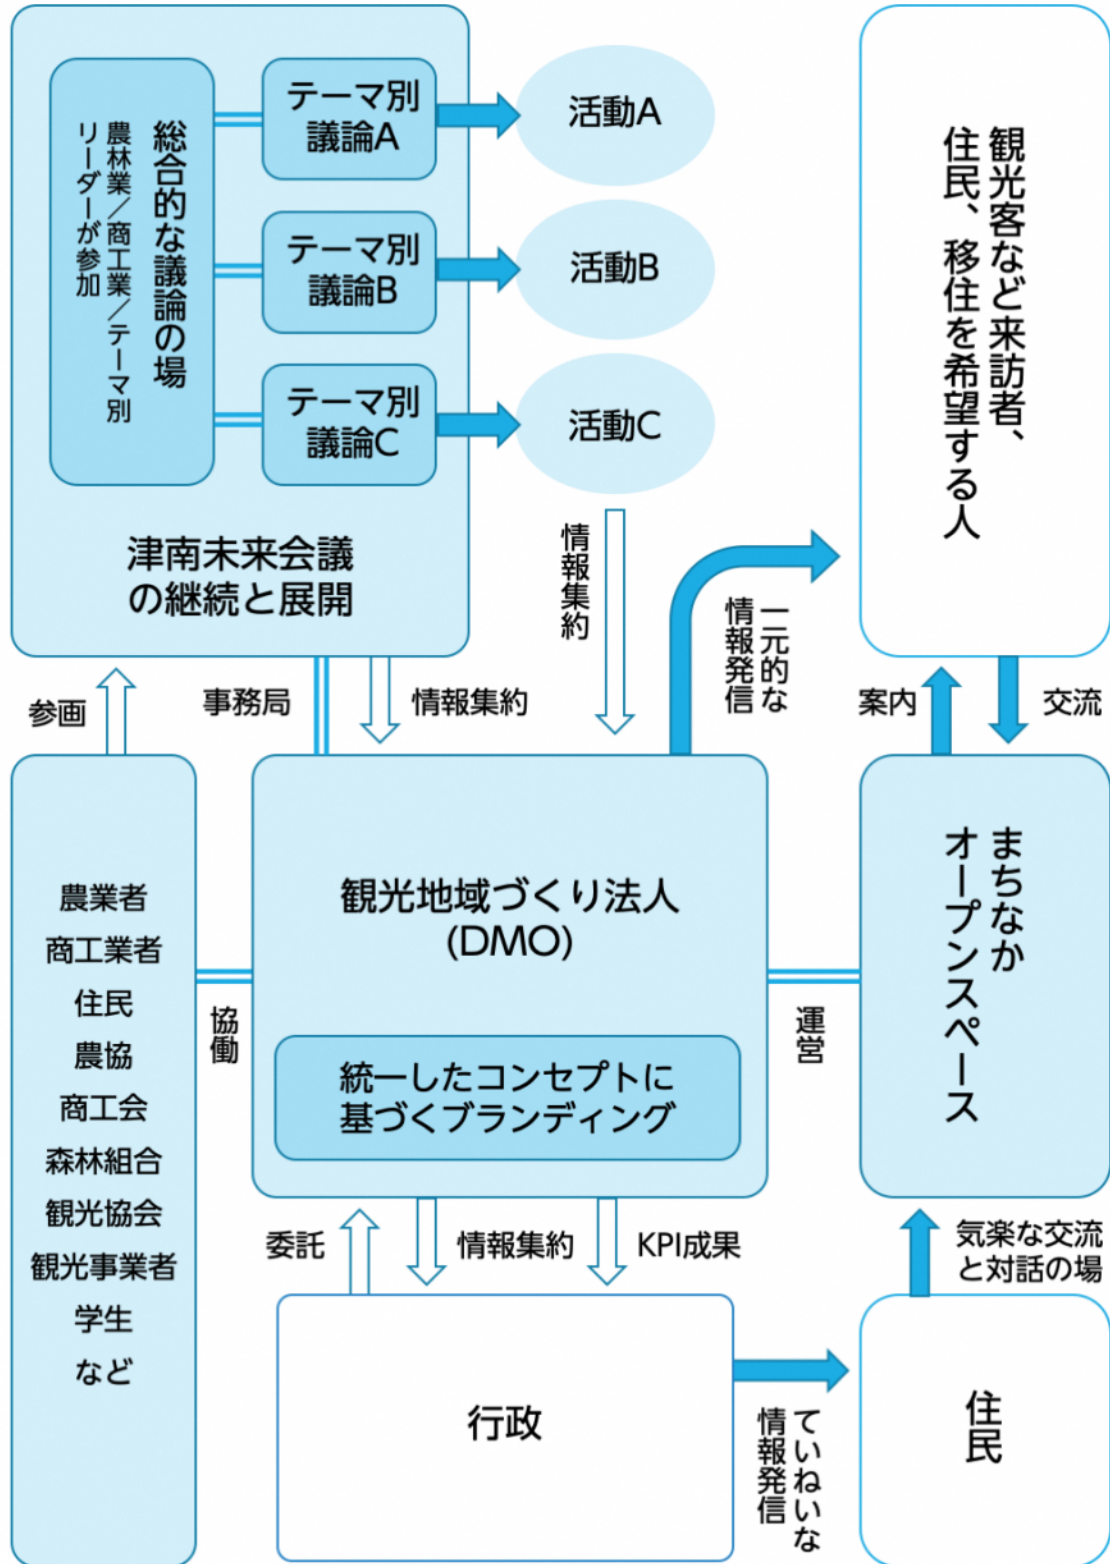 総合的な議論の場
農林業／商工業／テーマ別
リーダーが参加
テーマ別
議論A
テーマ別
議論B
テーマ別
議論C
活動A
活動B
活動C
津南未来会議
の継続と展開
観光客など来訪者、
住民、移住を希望する人
情報集約
一元的な
情報発信
参画
事務局
情報集約
案内
交流
農業者
商工業者
住民
農協
商工会
森林組合
観光協会
観光事業者
学生
など
協働
観光地域づくり法人
(DMO)
統一したコンセプトに
基づくブランディング
運営
まちなか
オープンスペース
委託
情報集約
KPI成果
気楽な交流
と対話の場
行政
ていねいな
情報発信
住民